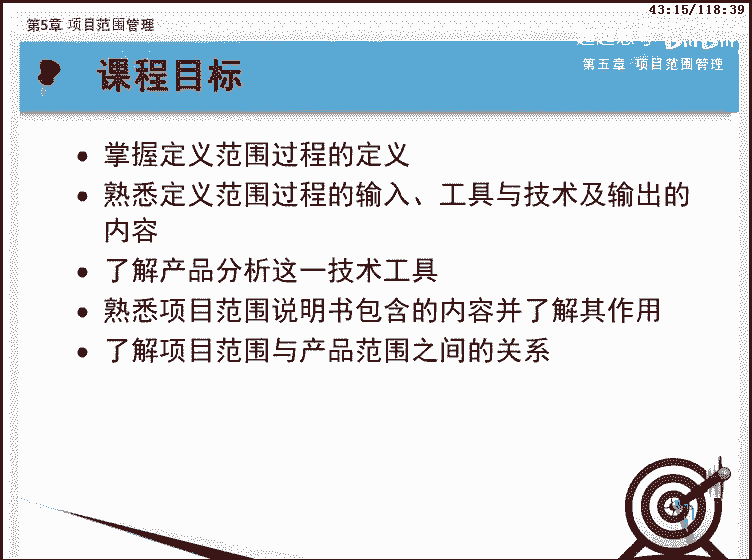 43:15/118:39
第5章 项目范围管理
课程目标
第五章 项目范围管理
掌握定义范围过程的定义
熟悉定义范围过程的输入、工具与技术及输出的
内容
了解产品分析这一技术工具
熟悉项目范围说明书包含的内容并了解其作用
了解项目范围与产品范围之间的关系